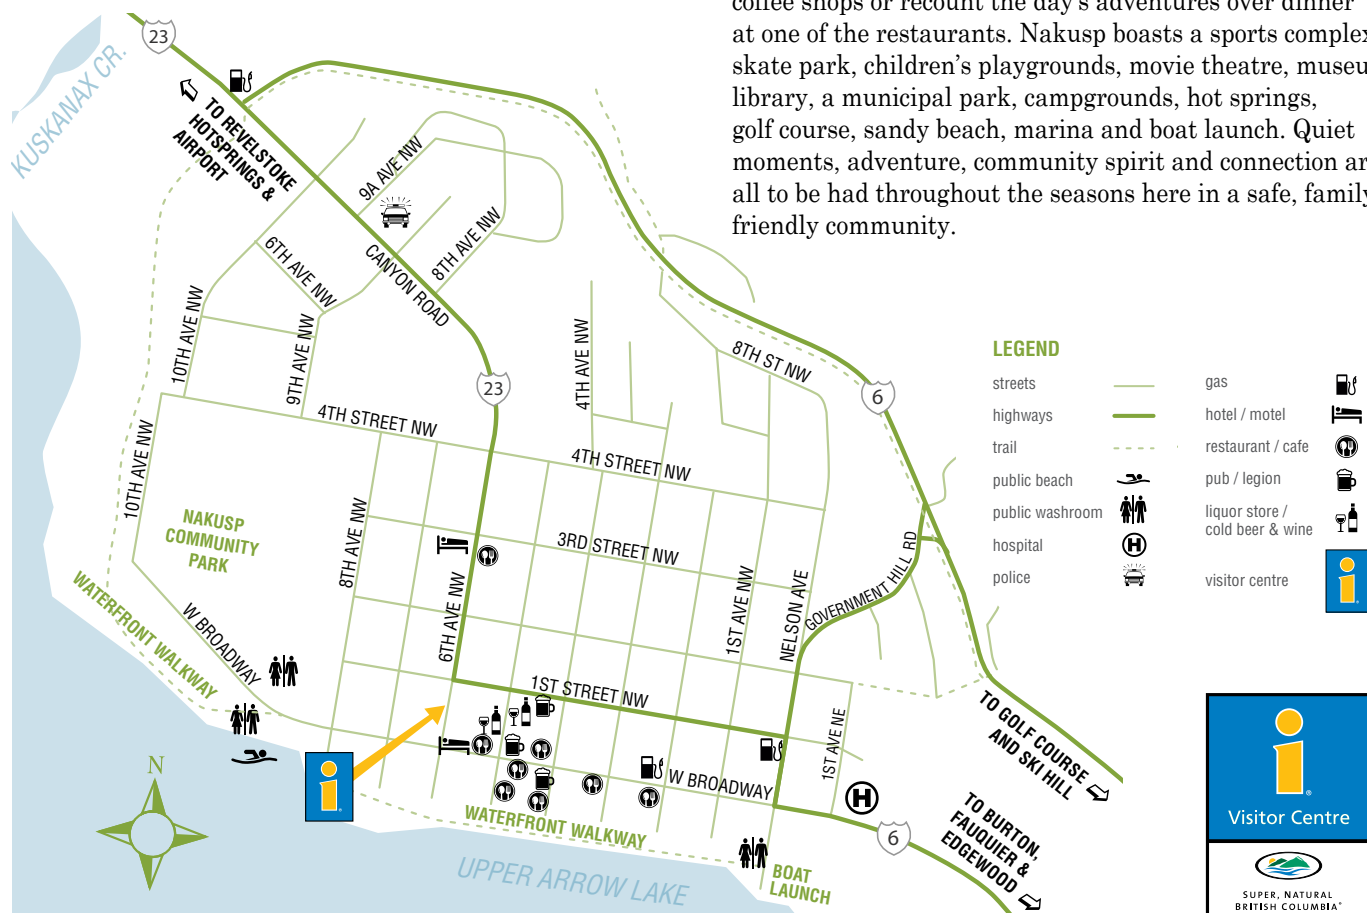 coffee shops or recount the day's adventures over dinner
at one of the restaurants. Nakusp boasts a sports complex
skate park, children's playgrounds, movie theatre, museu
library, a municipal park, campgrounds, hot springs,
golf course, sandy beach, marina and boat launch. Quiet
moments, adventure, community spirit and connection ar
all to be had throughout the seasons here in a safe, family
friendly community.
23
KUSKANAX CR.
TO REVELSTOKE
HOTSPRINGS &
AIRPORT
9A AVE NW
8TH AVE NW
6TH AVE NW
CANYON ROAD
10TH AVE NW
9TH AVE NW
23
4TH AVE NW
8TH ST NW
6
4TH STREET NW
4TH STREET NW
10TH AVE NW
NAKUSP
COMMUNITY
PARK
8TH AVE NW
3RD STREET NW
6TH AVE NW
1ST AVE NW
NELSON AVE
GOVERNMENT HILL RD
WATERFRONT WALKWAY
W BROADWAY
1ST STREET NW
1ST AVE NE
W BROADWAY
WATERFRONT WALKWAY
H
6
TO GOLF COURSE
AND SKI HILL
TO BURTON,
FAUQUIER &
EDGEWOOD
BOAT
LAUNCH
UPPER ARROW LAKE
N
i
LEGEND
streets
highways
trail
public beach
public washroom
hospital
H
police
gas
hotel / motel
restaurant / cafe
pub / legion
liquor store /
cold beer & wine
visitor centre
i
i
Visitor Centre
SUPER, NATURAL
BRITISH COLUMBIA®